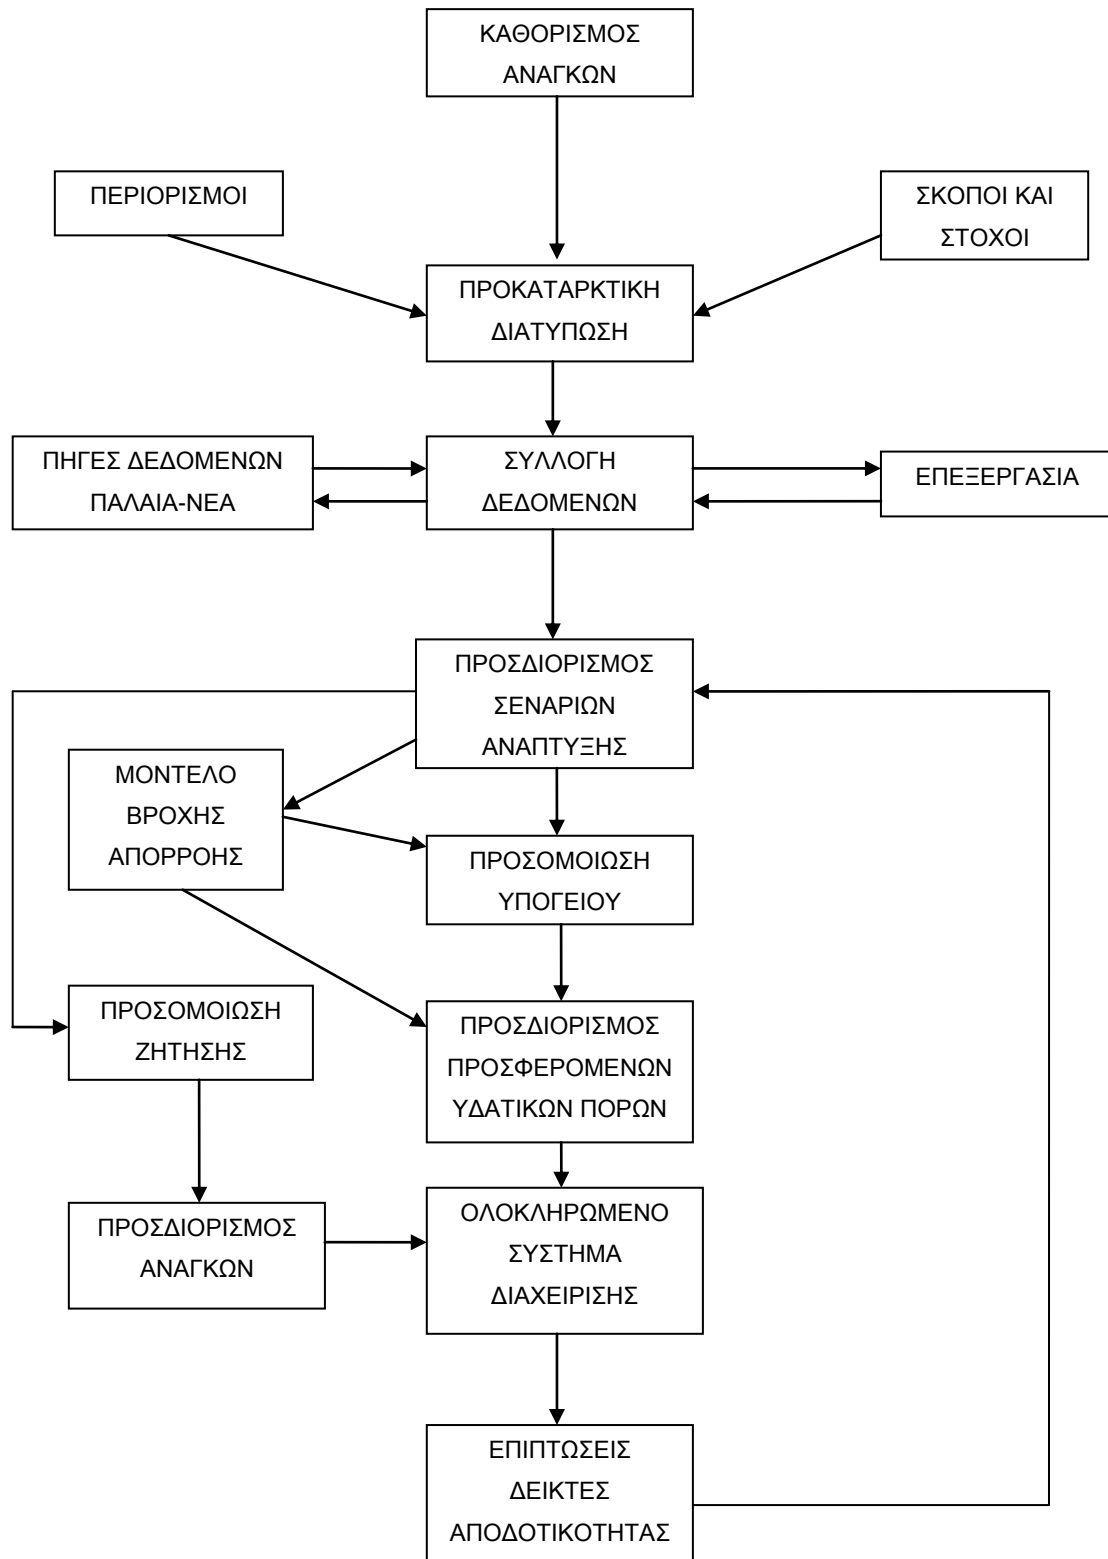 ΚΑΘΟΡΙΣΜΟΣ
ΑΝΑΓΚΩΝ
ΠΕΡΙΟΡΙΣΜΟΙ
ΣΚΟΠΟΙ ΚΑΙ
ΣΤΟΧΟΙ
ΠΡΟΚΑΤΑΡΚΤΙΚΗ
ΔΙΑΤΥΠΩΣΗ
ΠΗΓΕΣ ΔΕΔΟΜΕΝΩΝ
ΠΑΛΑΙΑ-ΝΕΑ
ΣΥΛΛΟΓΗ
ΔΕΔΟΜΕΝΩΝ
ΕΠΕΞΕΡΓΑΣΙΑ
ΠΡΟΣΔΙΟΡΙΣΜΟΣ
ΣΕΝΑΡΙΩΝ
ΑΝΑΠΤΥΞΗΣ
ΜΟΝΤΕΛΟ
ΒΡΟΧΗΣ
ΑΠΟΡΡΟΗΣ
ΠΡΟΣΟΜΟΙΩΣΗ
ΥΠΟΓΕΙΟΥ
ΠΡΟΣΟΜΟΙΩΣΗ
ΖΗΤΗΣΗΣ
ΠΡΟΣΔΙΟΡΙΣΜΟΣ
ΠΡΟΣΦΕΡΟΜΕΝΩΝ
ΥΔΑΤΙΚΩΝ ΠΟΡΩΝ
ΠΡΟΣΔΙΟΡΙΣΜΟΣ
ΑΝΑΓΚΩΝ
ΟΛΟΚΛΗΡΩΜΕΝΟ
ΣΥΣΤΗΜΑ
ΔΙΑΧΕΙΡΙΣΗΣ
ΕΠΙΠΤΩΣΕΙΣ
ΔΕΙΚΤΕΣ
ΑΠΟΔΟΤΙΚΟΤΗΤΑΣ